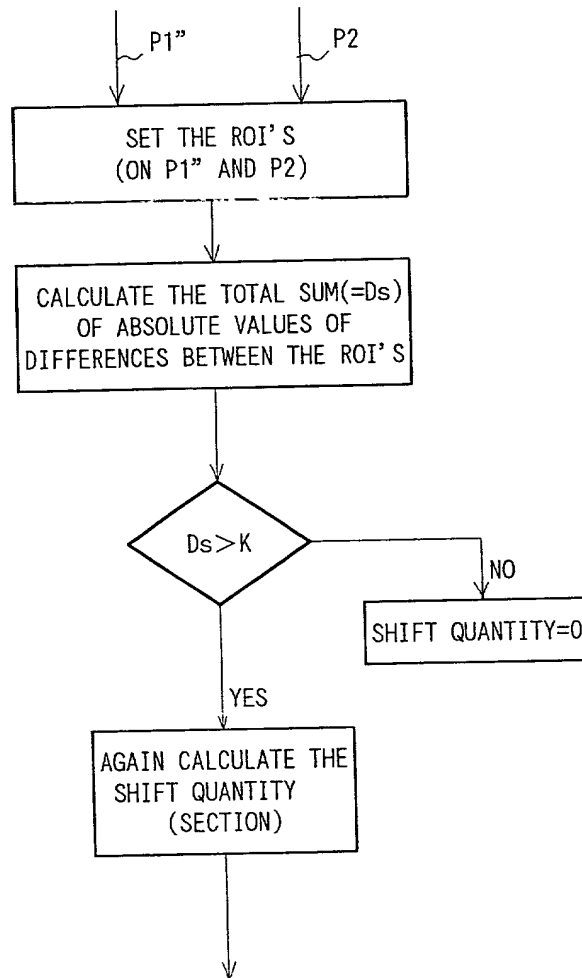 P1” P2
SET THE ROI'S
(ON P1” AND P2)
CALCULATE THE TOTAL SUM(=Ds)
OF ABSOLUTE VALUES OF
DIFFERENCES BETWEEN THE ROI'S
Ds>K
NO
SHIFT QUANTITY=0
YES
AGAIN CALCULATE THE
SHIFT QUANTITY
(SECTION)